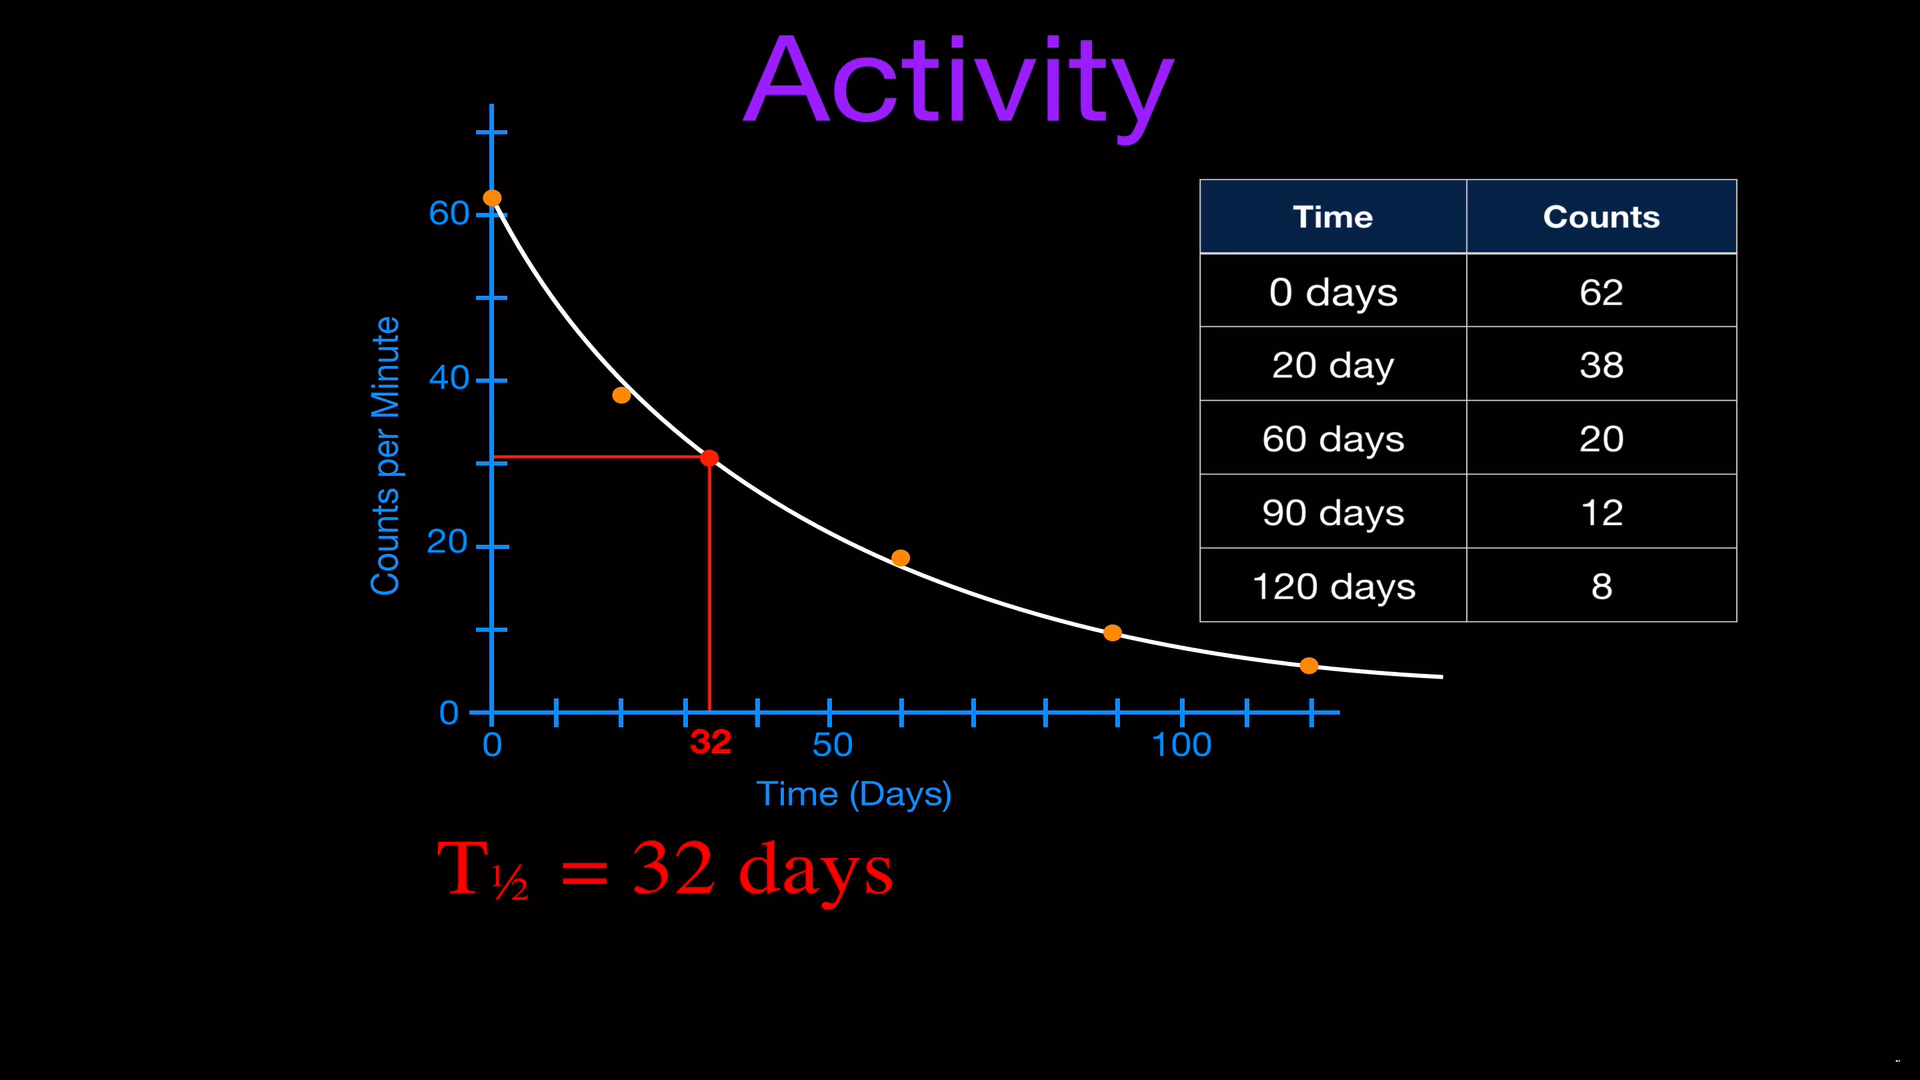 Activity
Time Counts
0 days 62
20 day 38
60 days 20
90 days 12
120 days 8
Counts per Minute
60
40
20
0
0 32 50 100
Time (Days)
T½ = 32 days